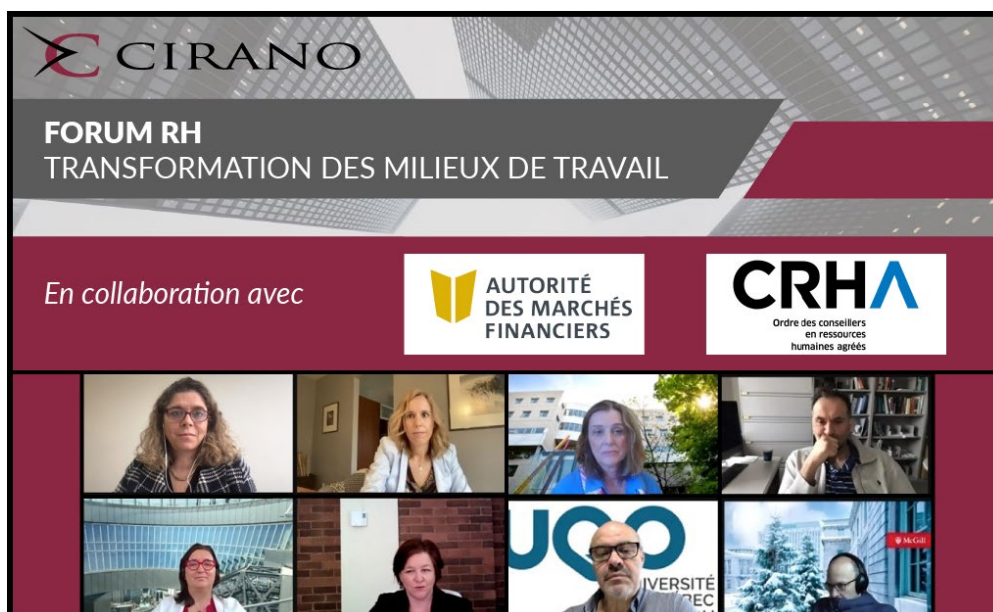 CIRANO
FORUM RH
TRANSFORMATION DES MILIEUX DE TRAVAIL
En collaboration avec
AUTORITÉ
DES MARCHÉS
FINANCIERS
CRHA
Ordre des conseillers
en ressources
humaines agréés
UQO
McGill